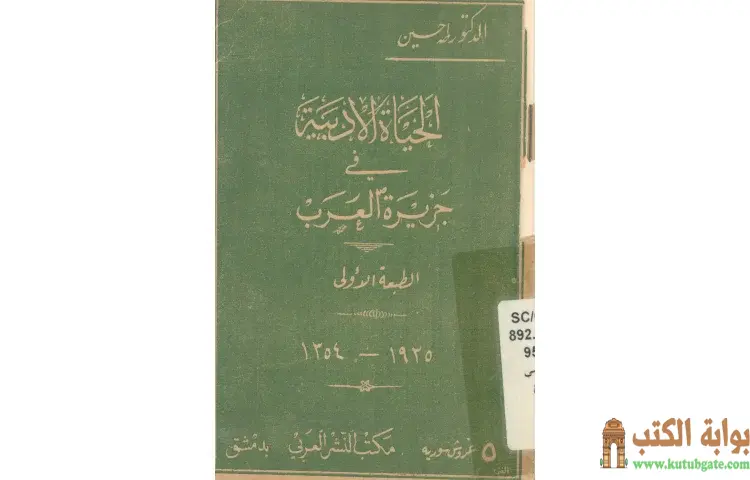 الدكتور طه حسين
الحياة الأدبية
في
جزيرة العرب
الطبعة الأولى
١٩٣٥ – ١٣٥٤
٥ غروش سورية مكتب النشر العربي بدمشق
SC/
892.
95
بوابة الكتب
www.kutubgate.com